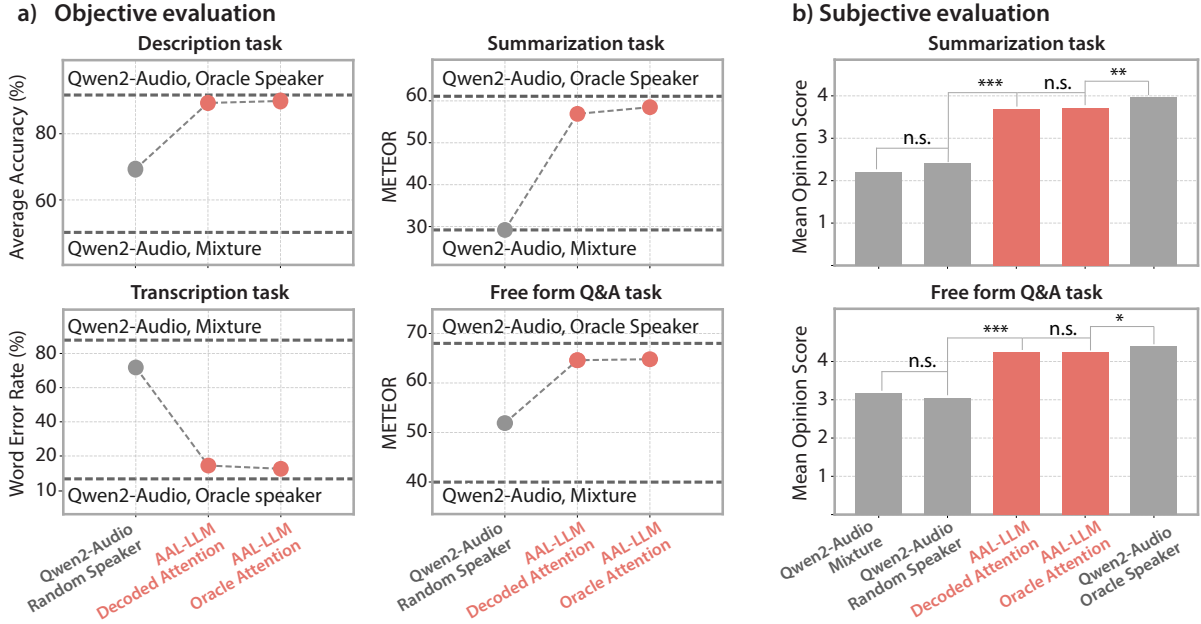 a) Objective evaluation
Description task
Average Accuracy (%)
80
60
Qwen2-Audio, Oracle Speaker
Qwen2-Audio, Mixture
Summarization task
METEOR
60
50
40
30
Qwen2-Audio, Oracle Speaker
Qwen2-Audio, Mixture
Transcription task
Word Error Rate (%)
80
60
40
20
10
Qwen2-Audio, Mixture
Qwen2-Audio, Oracle speaker
Qwen2-Audio
Random Speaker
AAL-LLM
Decoded Attention
AAL-LLM
Oracle Attention
Free form Q&A task
METEOR
70
60
50
40
Qwen2-Audio, Oracle Speaker
Qwen2-Audio, Mixture
Qwen2-Audio
Random Speaker
AAL-LLM
Decoded Attention
AAL-LLM
Oracle Attention
b) Subjective evaluation
Summarization task
Mean Opinion Score
4
3
2
1
n.s.
***
n.s.
**
Free form Q&A task
Mean Opinion Score
4
3
2
1
n.s.
***
n.s.
*
Qwen2-Audio
Mixture
Qwen2-Audio
Random Speaker
AAL-LLM
Decoded Attention
AAL-LLM
Oracle Attention
Qwen2-Audio
Oracle Speaker